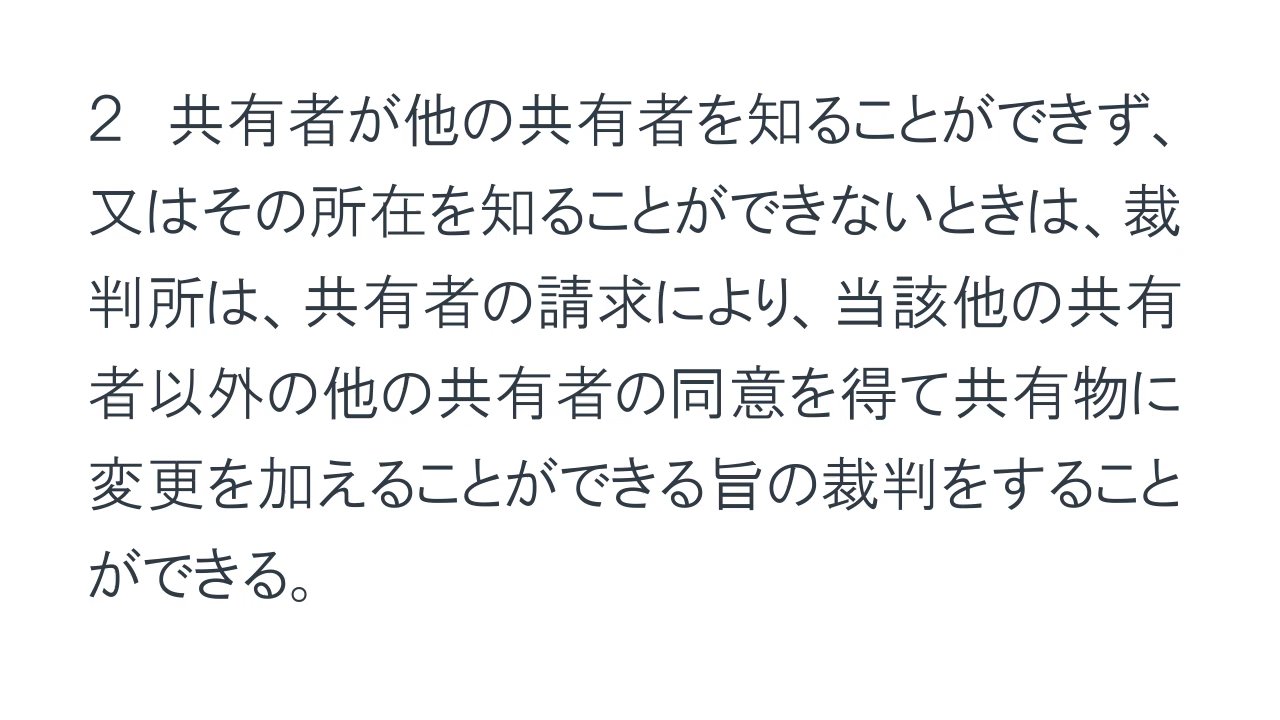 ２　共有者が他の共有者を知ることができず、
又はその所在を知ることができないときは、裁
判所は、共有者の請求により、当該他の共有
者以外の他の共有者の同意を得て共有物に
変更を加えることができる旨の裁判をすること
ができる。